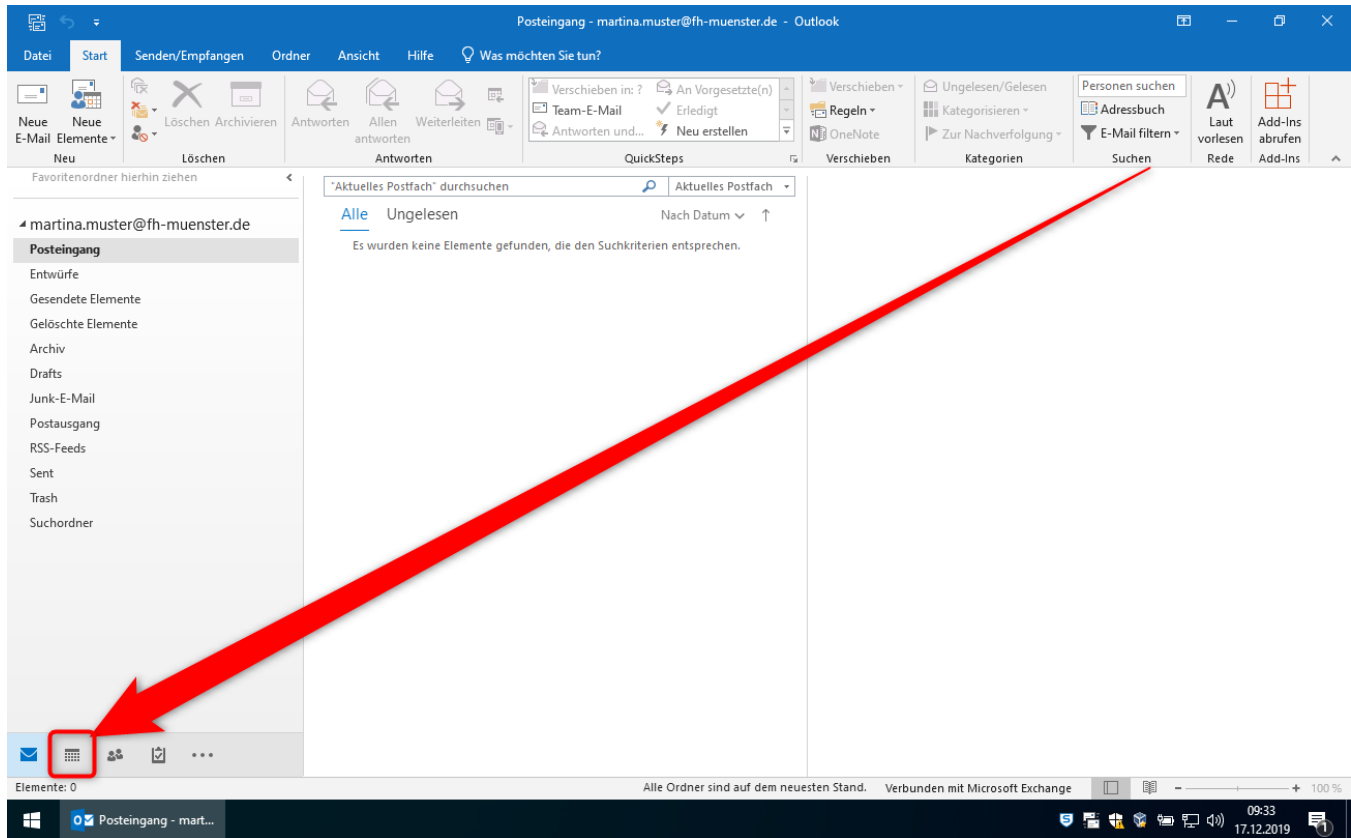 Posteingang - martina.muster@fh-muenster.de - Outlook
Datei Start Senden/Empfangen Ordner Ansicht Hilfe Was möchten Sie tun?
Neue E-Mail
Neue Elemente
Neu
Löschen Archivieren
Löschen
Antworten
Allen antworten
Weiterleiten
Antworten
Verschieben in: ? An Vorgesetzte(n)
Team-E-Mail Erledigt
Antworten und... Neu erstellen
QuickSteps
Verschieben
Regeln
OneNote
Verschieben
Ungelesen/Gelesen
Kategorisieren
Zur Nachverfolgung
Kategorien
Personen suchen
Adressbuch
E-Mail filtern
Suchen
Laut vorlesen
Rede
Add-Ins abrufen
Add-Ins
Favoritenordner hierhin ziehen
martina.muster@fh-muenster.de
Posteingang
Entwürfe
Gesendete Elemente
Gelöschte Elemente
Archiv
Drafts
Junk-E-Mail
Postausgang
RSS-Feeds
Sent
Trash
Suchordner
"Aktuelles Postfach" durchsuchen Aktuelles Postfach
Alle Ungelesen Nach Datum
Es wurden keine Elemente gefunden, die den Suchkriterien entsprechen.
Elemente: 0 Alle Ordner sind auf dem neuesten Stand. Verbunden mit Microsoft Exchange 100 %
Posteingang - mart...
09:33
17.12.2019